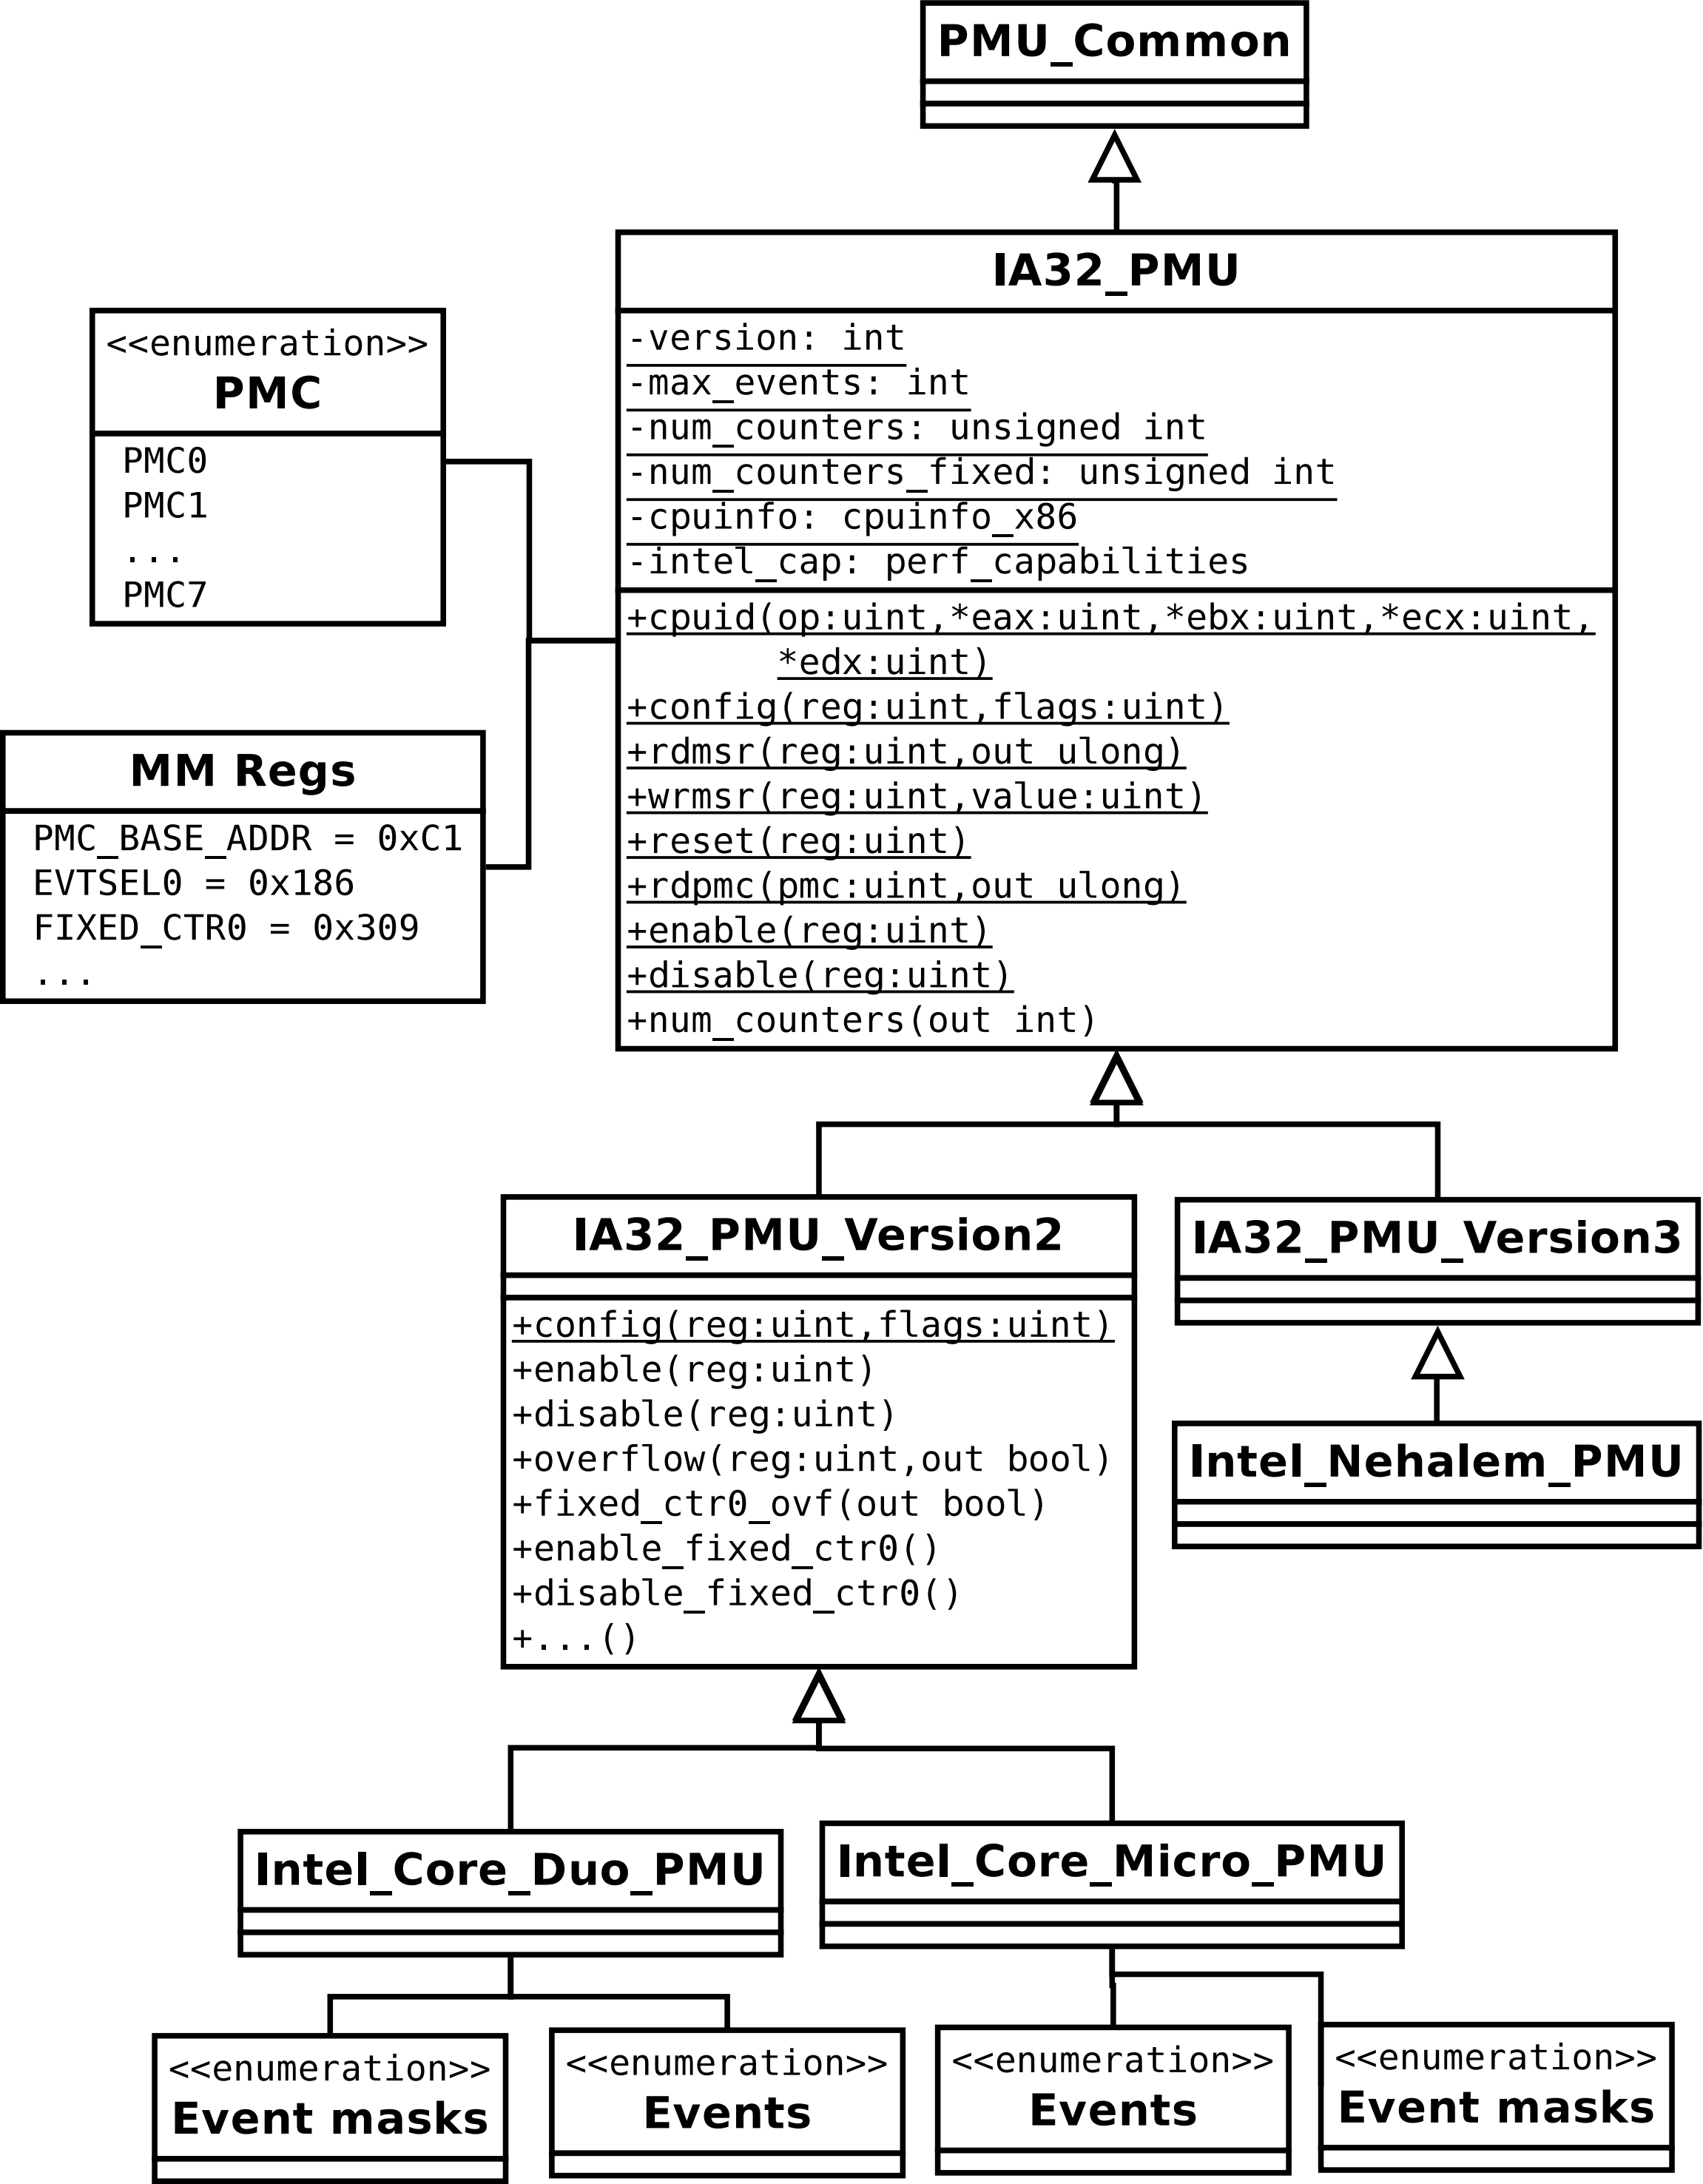 PMU_Common
IA32_PMU
-version: int
-max_events: int
-num_counters: unsigned int
-num_counters_fixed: unsigned int
-cpuinfo: cpuinfo_x86
-intel_cap: perf_capabilities
+cpuid(op:uint,*eax:uint,*ebx:uint,*ecx:uint,
*edx:uint)
+config(reg:uint,flags:uint)
+rdmsr(reg:uint,out ulong)
+wrmsr(reg:uint,value:uint)
+reset(reg:uint)
+rdpmc(pmc:uint,out ulong)
+enable(reg:uint)
+disable(reg:uint)
+num_counters(out int)
<<enumeration>>
PMC
PMC0
PMC1
...
PMC7
MM Regs
PMC_BASE_ADDR = 0xC1
EVTSEL0 = 0x186
FIXED_CTR0 = 0x309
...
IA32_PMU_Version2
+config(reg:uint,flags:uint)
+enable(reg:uint)
+disable(reg:uint)
+overflow(reg:uint,out bool)
+fixed_ctr0_ovf(out bool)
+enable_fixed_ctr0()
+disable_fixed_ctr0()
+...()
IA32_PMU_Version3
Intel_Nehalem_PMU
Intel_Core_Duo_PMU
Intel_Core_Micro_PMU
<<enumeration>>
Event masks
<<enumeration>>
Events
<<enumeration>>
Events
<<enumeration>>
Event masks